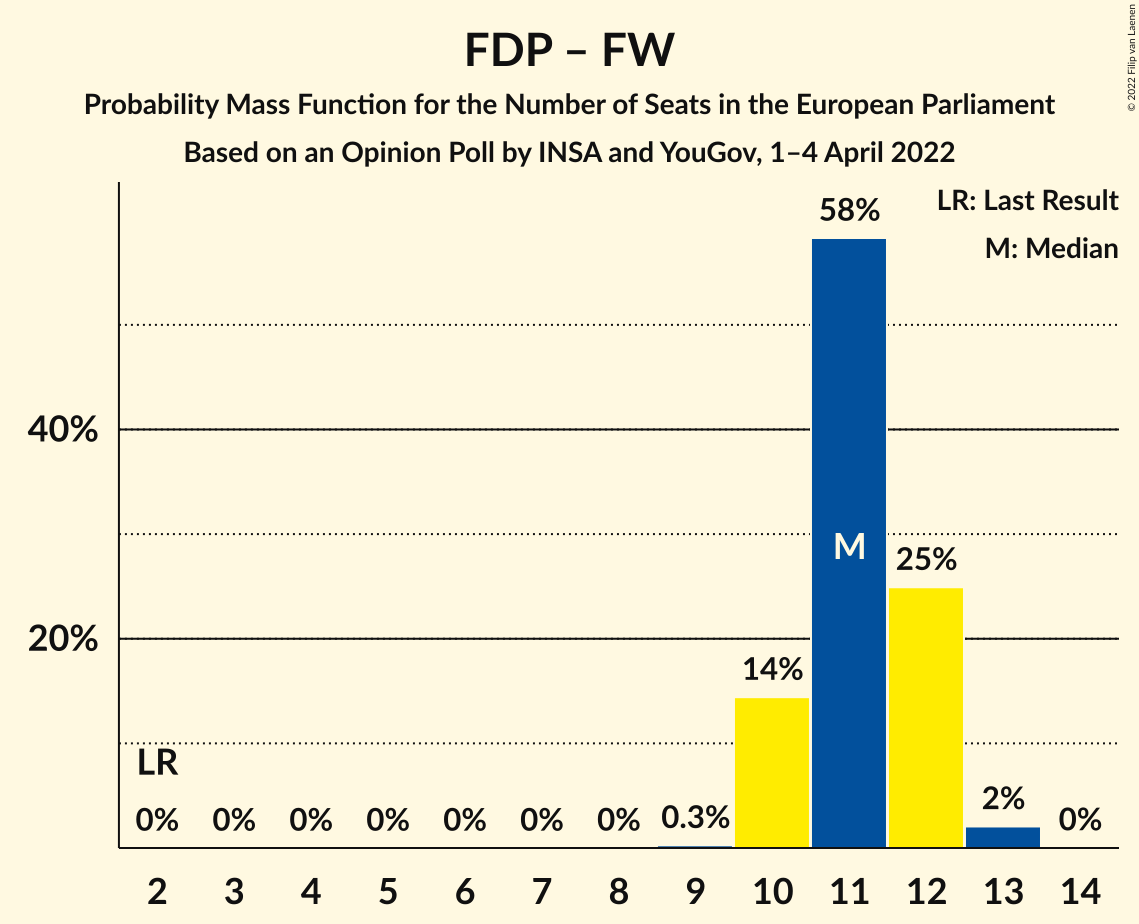 FDP – FW
Probability Mass Function for the Number of Seats in the European Parliament
Based on an Opinion Poll by INSA and YouGov, 1–4 April 2022
© 2022 Filip van Laenen
LR: Last Result
M: Median
58%
40%
M
25%
20%
14%
LR
0% 0% 0% 0% 0% 0% 0% 0.3% 2% 0%
2 3 4 5 6 7 8 9 10 11 12 13 14